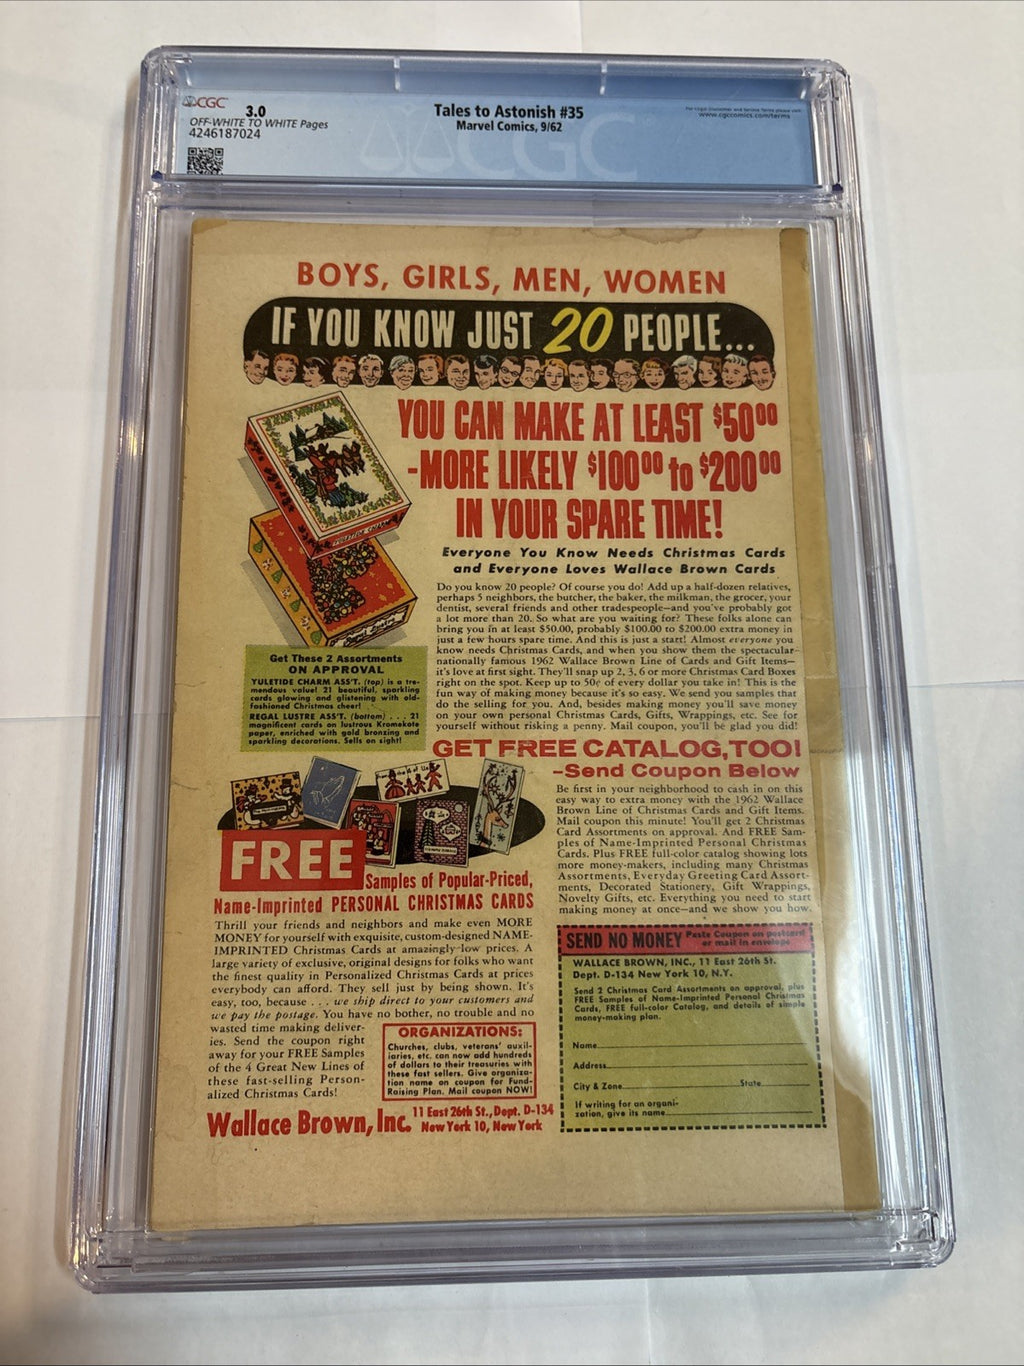 CGC
3.0
OFF-WHITE TO WHITE Pages
4246187024
Tales to Astonish #35
Marvel Comics, 9/62
www.cgccomics.com/terms
CGC
BOYS, GIRLS, MEN, WOMEN
IF YOU KNOW JUST 20 PEOPLE...
YOU CAN MAKE AT LEAST $5000
-MORE LIKELY $10000 to $20000
IN YOUR SPARE TIME!
Everyone You Know Needs Christmas Cards
and Everyone Loves Wallace Brown Cards
Do you know 20 people? Of course you do! Add up a half-dozen relatives,
perhaps 5 neighbors, the butcher, the baker, the milkman, the grocer, your
dentist, several friends and other tradespeople—and you've probably got
a lot more than 20. So what are you waiting for? These folks alone can
bring you in at least $50.00, probably $100.00 to $200.00 extra money in
just a few hours spare time. And this is just a start! Almost everyone you
know needs Christmas Cards, and when you show them the spectacular
nationally famous 1962 Wallace Brown Line of Cards and Gift Items—
it's love at first sight. They'll snap up 2, 3, 6 or more Christmas Card Boxes
right on the spot. Keep up to 50¢ of every dollar you take in! This is the
fun way of making money because it's so easy. We send you samples that
do the selling for you. And, besides making money you'll save money
on your own personal Christmas Cards, Gifts, Wrappings, etc. See for
yourself without risking a penny. Mail coupon, you'll be glad you did!
Get These 2 Assortments
ON APPROVAL
YULETIDE CHARM ASS'T. (top) is a tre-
mendous value! 21 beautiful, sparkling
cards glowing and glistening with old-
fashioned Christmas cheer!
REGAL LUSTRE ASS'T. (bottom) . . . 21
magnificent cards on lustrous Kromekote
paper, enriched with gold bronzing and
sparkling decorations. Sells on sight!
GET FREE CATALOG, TOO!
–Send Coupon Below
Be first in your neighborhood to cash in on this
easy way to extra money with the 1962 Wallace
Brown Line of Christmas Cards and Gift Items.
Mail coupon this minute! You'll get 2 Christmas
Card Assortments on approval. And FREE Sam-
ples of Name-Imprinted Personal Christmas
Cards. Plus FREE full-color catalog showing lots
more money-makers, including many Christmas
Assortments, Everyday Greeting Card Assort-
ments, Decorated Stationery, Gift Wrappings,
Novelty Gifts, etc. Everything you need to start
making money at once—and we show you how.
FREE
Samples of Popular-Priced,
Name-Imprinted PERSONAL CHRISTMAS CARDS
Thrill your friends and neighbors and make even MORE
MONEY for yourself with exquisite, custom-designed NAME-
IMPRINTED Christmas Cards at amazingly low prices. A
large variety of exclusive, original designs for folks who want
the finest quality in Personalized Christmas Cards at prices
everybody can afford. They sell just by being shown. It's
easy, too, because . . . we ship direct to your customers and
we pay the postage. You have no bother, no trouble and no
wasted time making deliver-
ies. Send the coupon right
away for your FREE Samples
of the 4 Great New Lines of
these fast-selling Person-
alized Christmas Cards!
ORGANIZATIONS:
Churches, clubs, veterans' auxil-
iaries, etc. can now add hundreds
of dollars to their treasuries with
these fast sellers. Give organiza-
tion name on coupon for Fund-
Raising Plan. Mail coupon NOW!
Wallace Brown, Inc. 11 East 26th St., Dept. D-134
New York 10, New York
SEND NO MONEY Paste Coupon on postcard
or mail in envelope
WALLACE BROWN, INC., 11 East 26th St.
Dept. D-134 New York 10, N.Y.
Send 2 Christmas Card Assortments on approval, plus
FREE Samples of Name-Imprinted Personal Christmas
Cards, FREE full-color Catalog, and details of simple
money-making plan.
Name
Address
City & Zone State
If writing for an organi-
zation, give its name